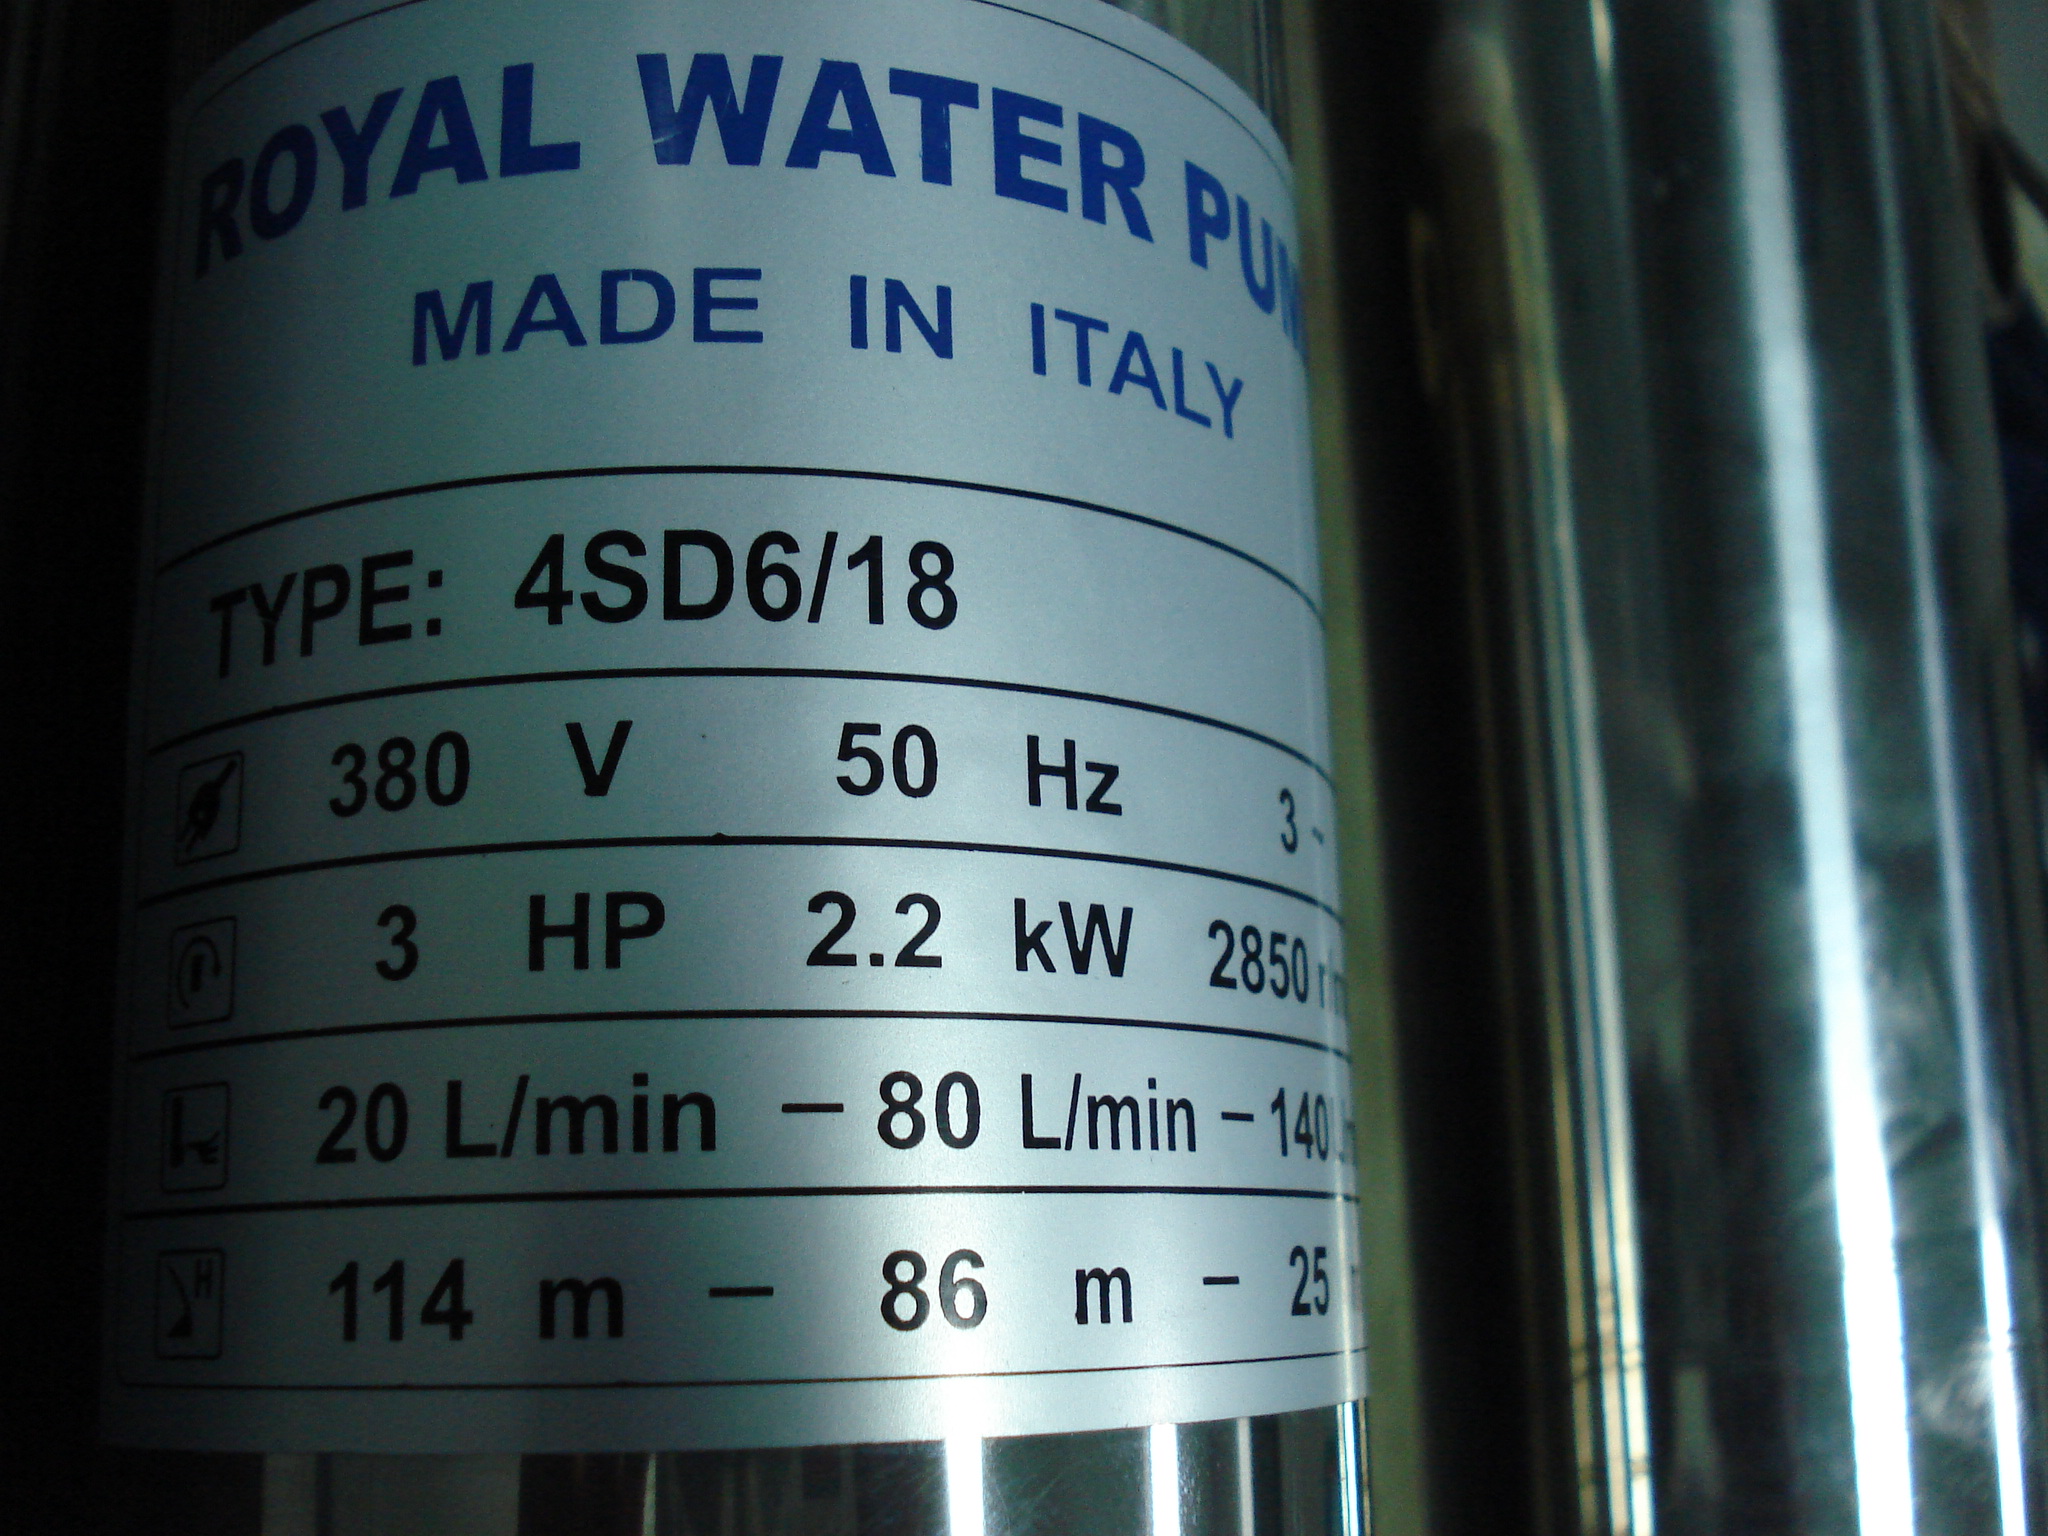 ROYAL WATER PUM
MADE IN ITALY
TYPE: 4SD6/18
380 V 50 Hz 3 ~
3 HP 2.2 kW 2850
20 L/min – 80 L/min – 140
H 114 m – 86 m – 25